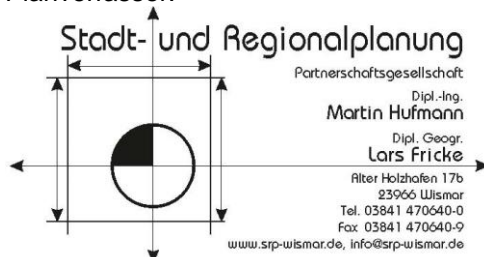 Planverfasser:
Stadt- und Regionalplanung
Partnerschaftsgesellschaft
Dipl.-Ing.
Martin Hufmann
Dipl. Geogr.
Lars Fricke
Alter Holzhafen 17b
23966 Wismar
Tel. 03841 470640-0
Fax 03841 470640-9
www.srp-wismar.de, info@srp-wismar.de